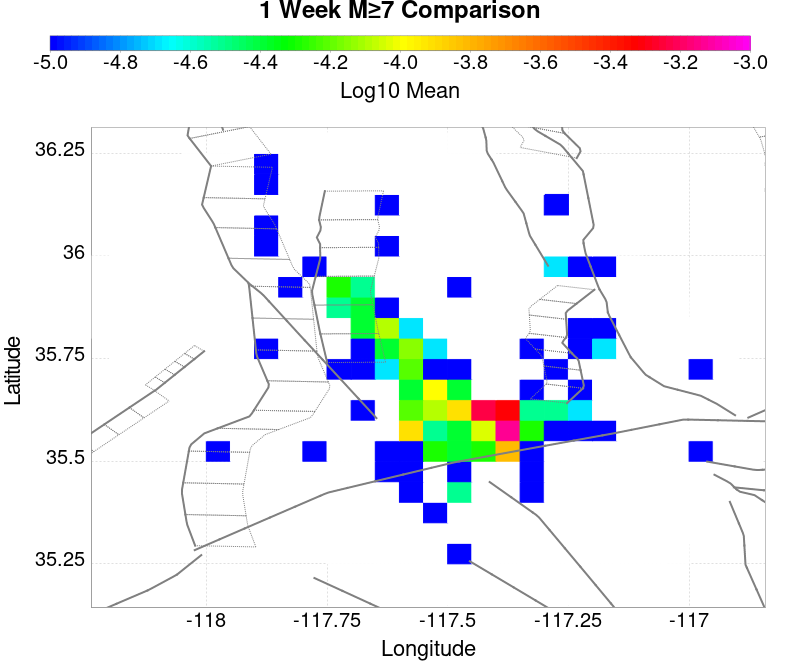 1 Week M≥7 Comparison
-5.0 -4.8 -4.6 -4.4 -4.2 -4.0 -3.8 -3.6 -3.4 -3.2 -3.0
Log10 Mean
36.25
36
35.75
35.5
35.25
Latitude
-118 -117.75 -117.5 -117.25 -117
Longitude